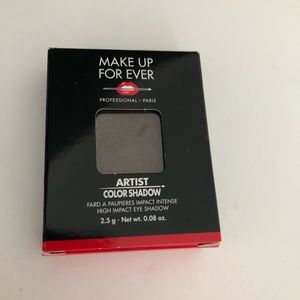 MAKE UP
FOR EVER
PROFESSIONAL - PARIS
ARTIST
COLOR SHADOW
FARD A PAUPIERES IMPACT INTENSE
HIGH IMPACT EYE SHADOW
2.5 g - Net wt. 0.08 oz.